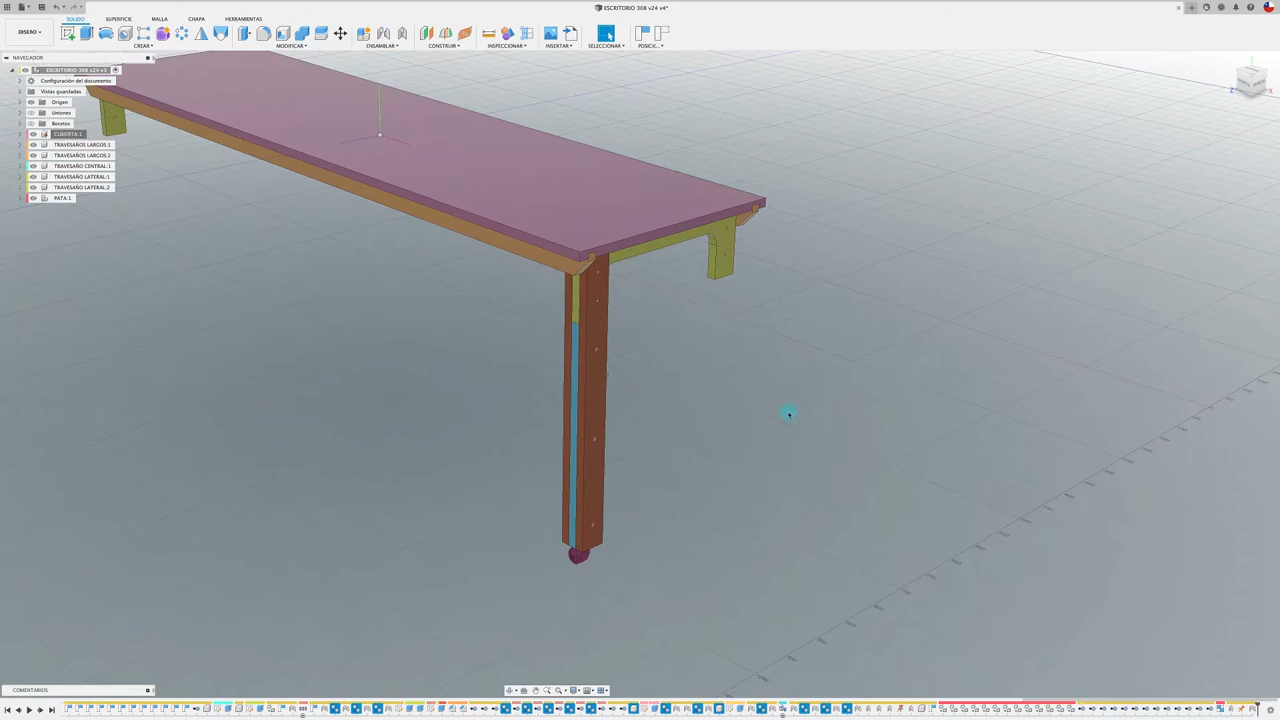 ESCRITORIO 308 v24 v4*
DISEÑO
SÓLIDO
SUPERFICIE
MALLA
CHAPA
HERRAMIENTAS
CREAR
MODIFICAR
ENSAMBLAR
CONSTRUIR
INSPECCIONAR
INSERTAR
SELECCIONAR
POSICI...
NAVEGADOR
ESCRITORIO 308 v24 v3
Configuración del documento
Vistas guardadas
Origen
Uniones
Bocetos
CUBIERTA:1
TRAVESAÑOS LARGOS:1
TRAVESAÑOS LARGOS:2
TRAVESAÑO CENTRAL:1
TRAVESAÑO LATERAL:1
TRAVESAÑO LATERAL:2
PATA:1
Z
X
COMENTARIOS